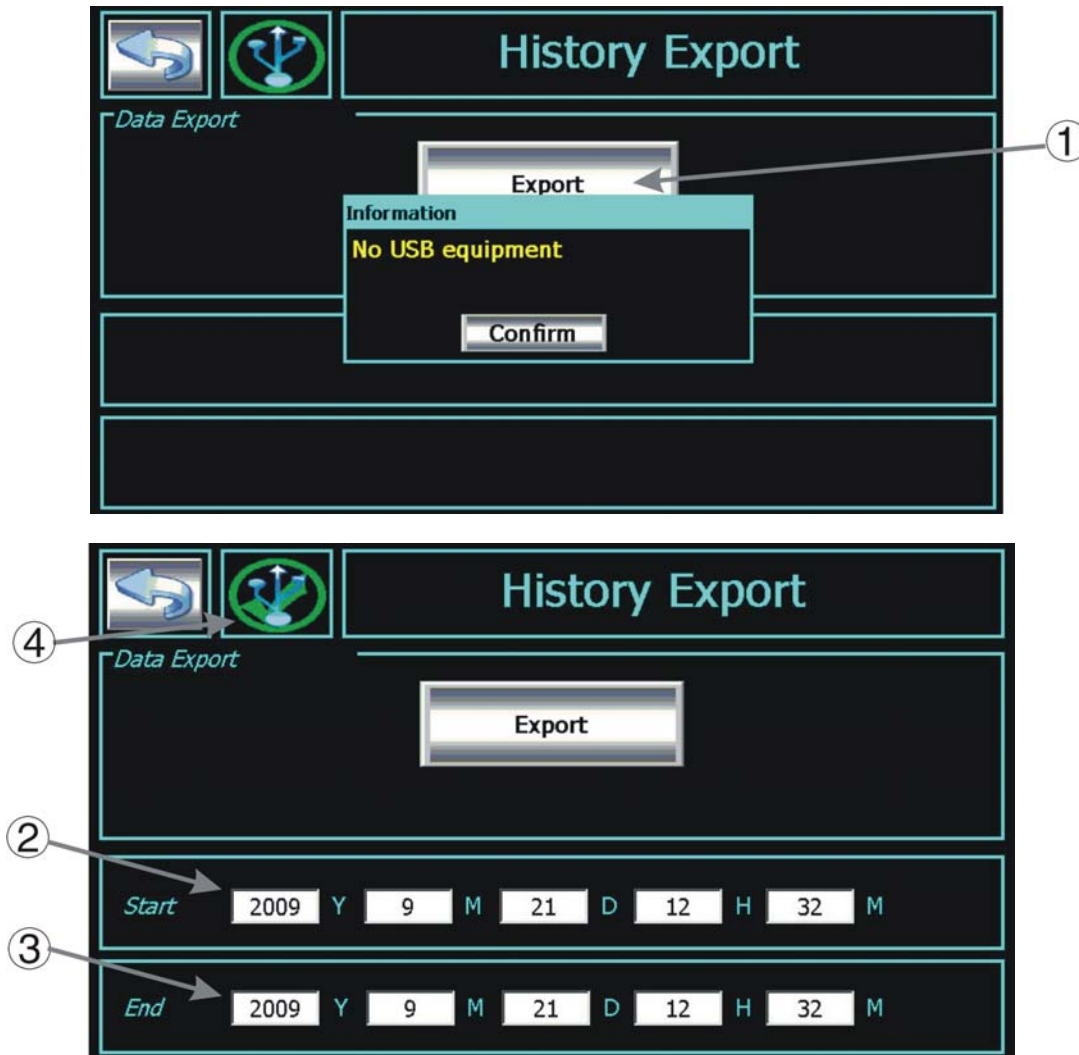 History Export
Data Export
①
Export
Information
No USB equipment
Confirm
History Export
④
Data Export
Export
②
Start 2009 Y 9 M 21 D 12 H 32 M
③
End 2009 Y 9 M 21 D 12 H 32 M